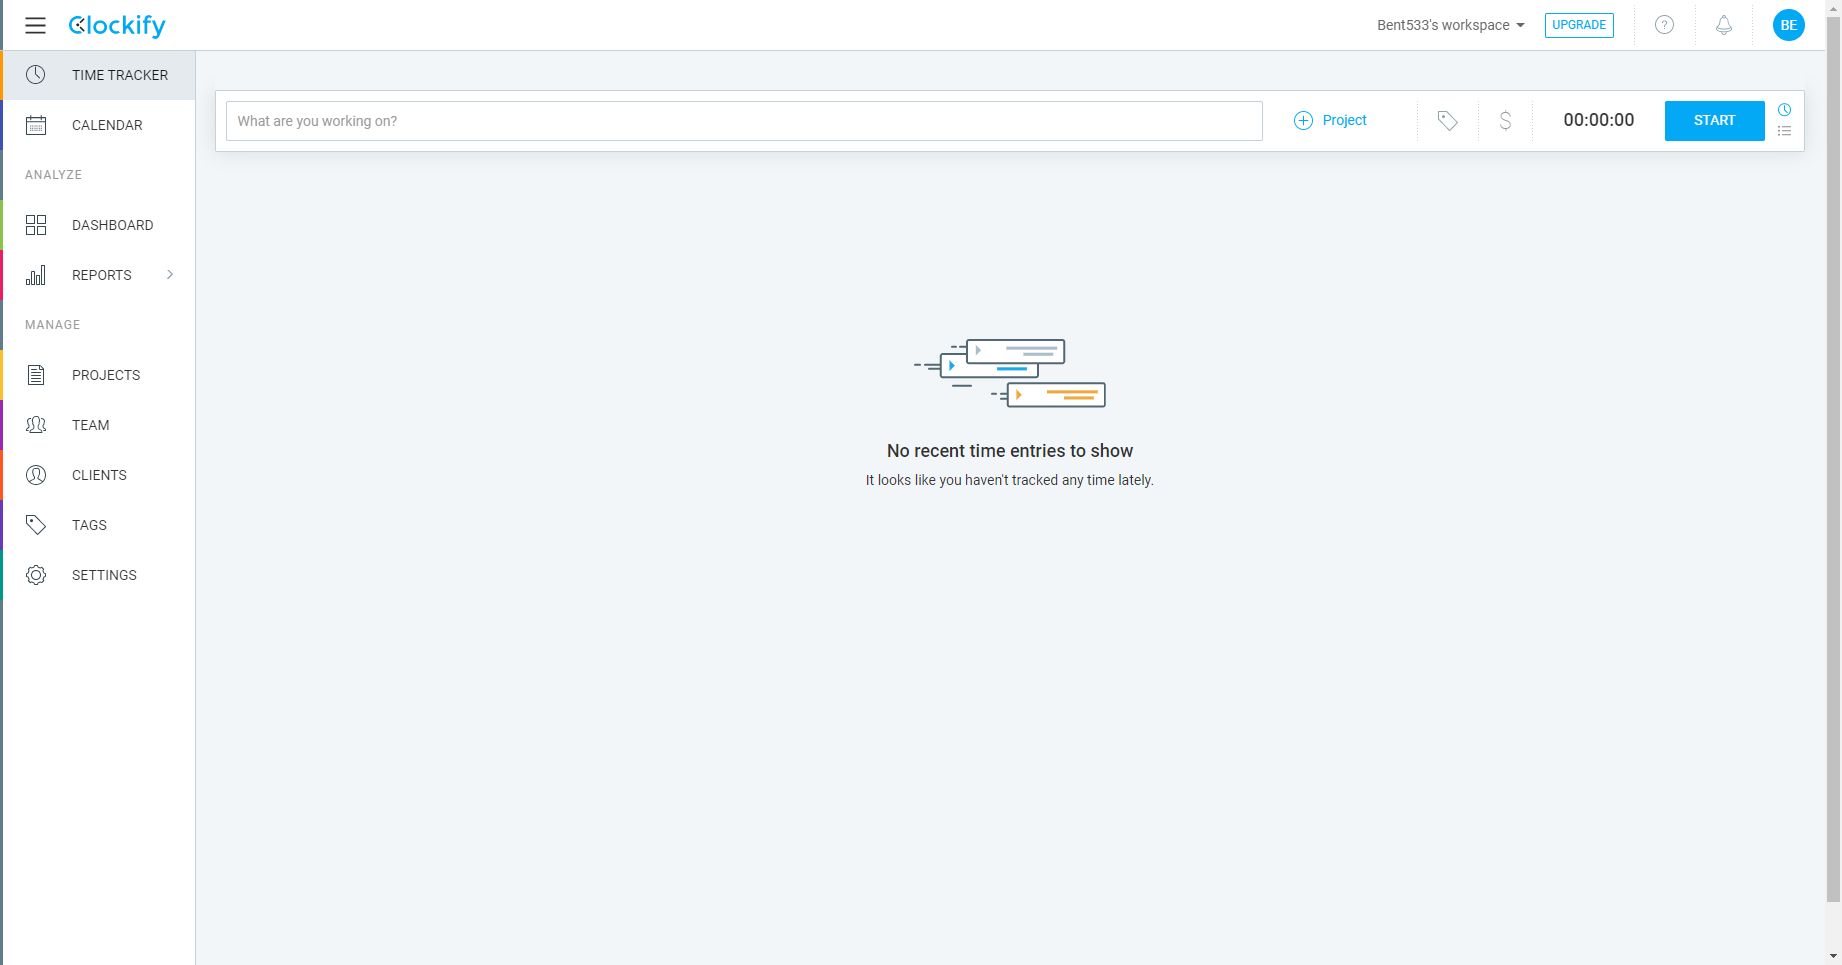 Clockify
Bent533's workspace
UPGRADE
?
BE
TIME TRACKER
CALENDAR
ANALYZE
DASHBOARD
REPORTS
MANAGE
PROJECTS
TEAM
CLIENTS
TAGS
SETTINGS
What are you working on?
Project
$
00:00:00
START
No recent time entries to show
It looks like you haven't tracked any time lately.